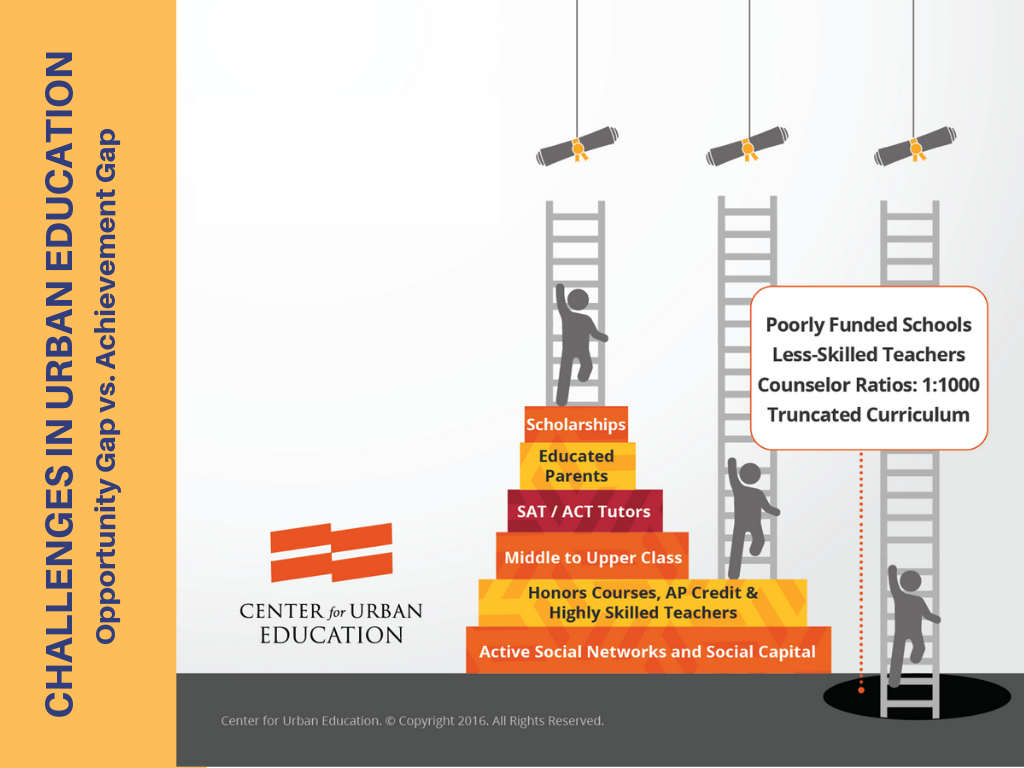 CHALLENGES IN URBAN EDUCATION
Opportunity Gap vs. Achievement Gap
Poorly Funded Schools
Less-Skilled Teachers
Counselor Ratios: 1:1000
Truncated Curriculum
Scholarships
Educated
Parents
SAT / ACT Tutors
Middle to Upper Class
Honors Courses, AP Credit &
Highly Skilled Teachers
Active Social Networks and Social Capital
CENTER for URBAN
EDUCATION
Center for Urban Education. © Copyright 2016. All Rights Reserved.